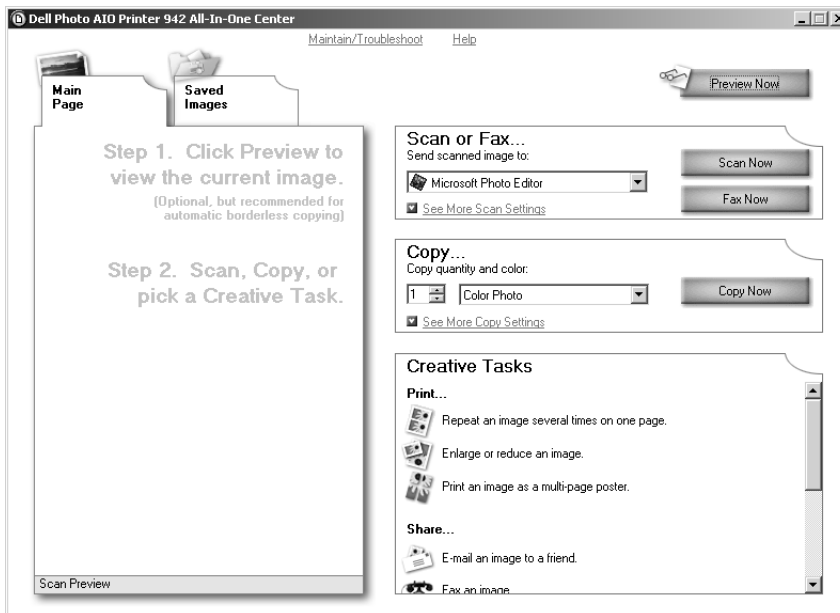 Dell Photo AIO Printer 942 All-In-One Center
Maintain/Troubleshoot Help
Main
Page
Saved
Images
Preview Now
Step 1. Click Preview to
view the current image.
(Optional, but recommended for
automatic borderless copying)
Step 2. Scan, Copy, or
pick a Creative Task.
Scan Preview
Scan or Fax...
Send scanned image to:
Microsoft Photo Editor
See More Scan Settings
Scan Now
Fax Now
Copy...
Copy quantity and color:
1 Color Photo
See More Copy Settings
Copy Now
Creative Tasks
Print...
Repeat an image several times on one page.
Enlarge or reduce an image.
Print an image as a multi-page poster.
Share...
E-mail an image to a friend.
Fax an image